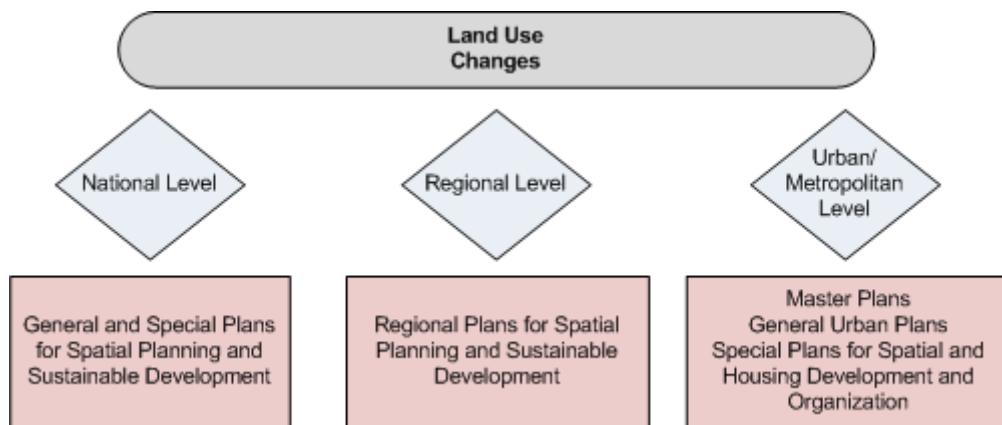 Land Use
Changes
National Level
Regional Level
Urban/
Metropolitan
Level
General and Special Plans
for Spatial Planning and
Sustainable Development
Regional Plans for Spatial
Planning and Sustainable
Development
Master Plans
General Urban Plans
Special Plans for Spatial and
Housing Development and
Organization